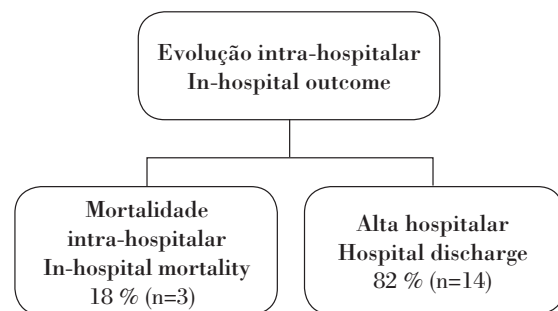 Evolução intra-hospitalar
In-hospital outcome
Mortalidade
intra-hospitalar
In-hospital mortality
18 % (n=3)
Alta hospitalar
Hospital discharge
82 % (n=14)